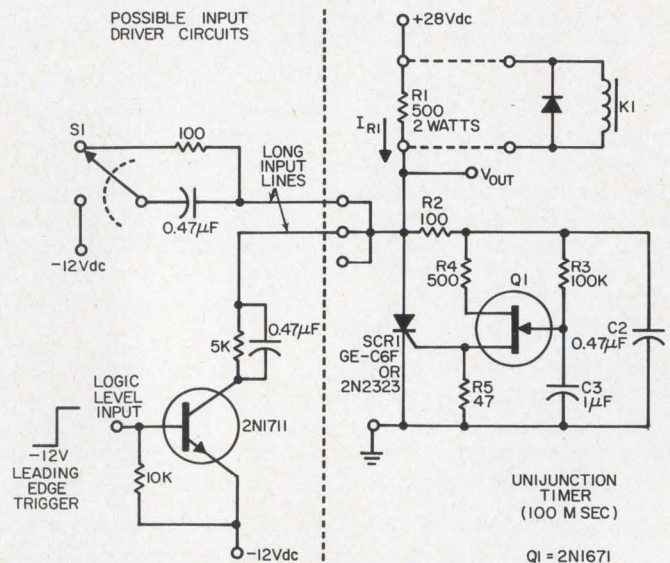 POSSIBLE INPUT
DRIVER CIRCUITS
+28Vdc
R1
500
2 WATTS
I R1
K1
VOUT
S1
100
0.47µF
-12Vdc
LONG
INPUT
LINES
R2
100
R4
500
Q1
R3
100K
C2
0.47µF
SCR1
GE-C6F
OR
2N2323
R5
47
C3
1µF
5K
0.47µF
LOGIC
LEVEL
INPUT
2N1711
-12V
LEADING
EDGE
TRIGGER
10K
-12Vdc
UNIJUNCTION
TIMER
(100 M SEC)
Q1 = 2N1671